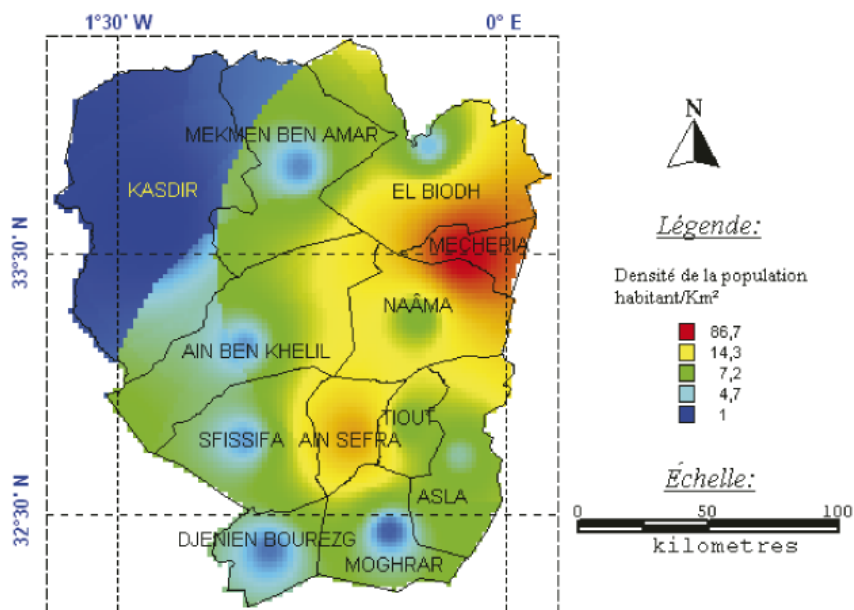 1°30' W
0° E
33°30' N
32°30' N
MEKMEN BEN AMAR
KASDIR
EL BIODH
MECHERIA
NAÂMA
AIN BEN KHELIL
TIOUT
SFISSIFA
AIN SEFRA
ASLA
DJENIEN BOUREZG
MOGHRAR
N
Légende:
Densité de la population
habitant/Km²
86,7
14,3
7,2
4,7
1
Échelle:
0 50 100
kilometres